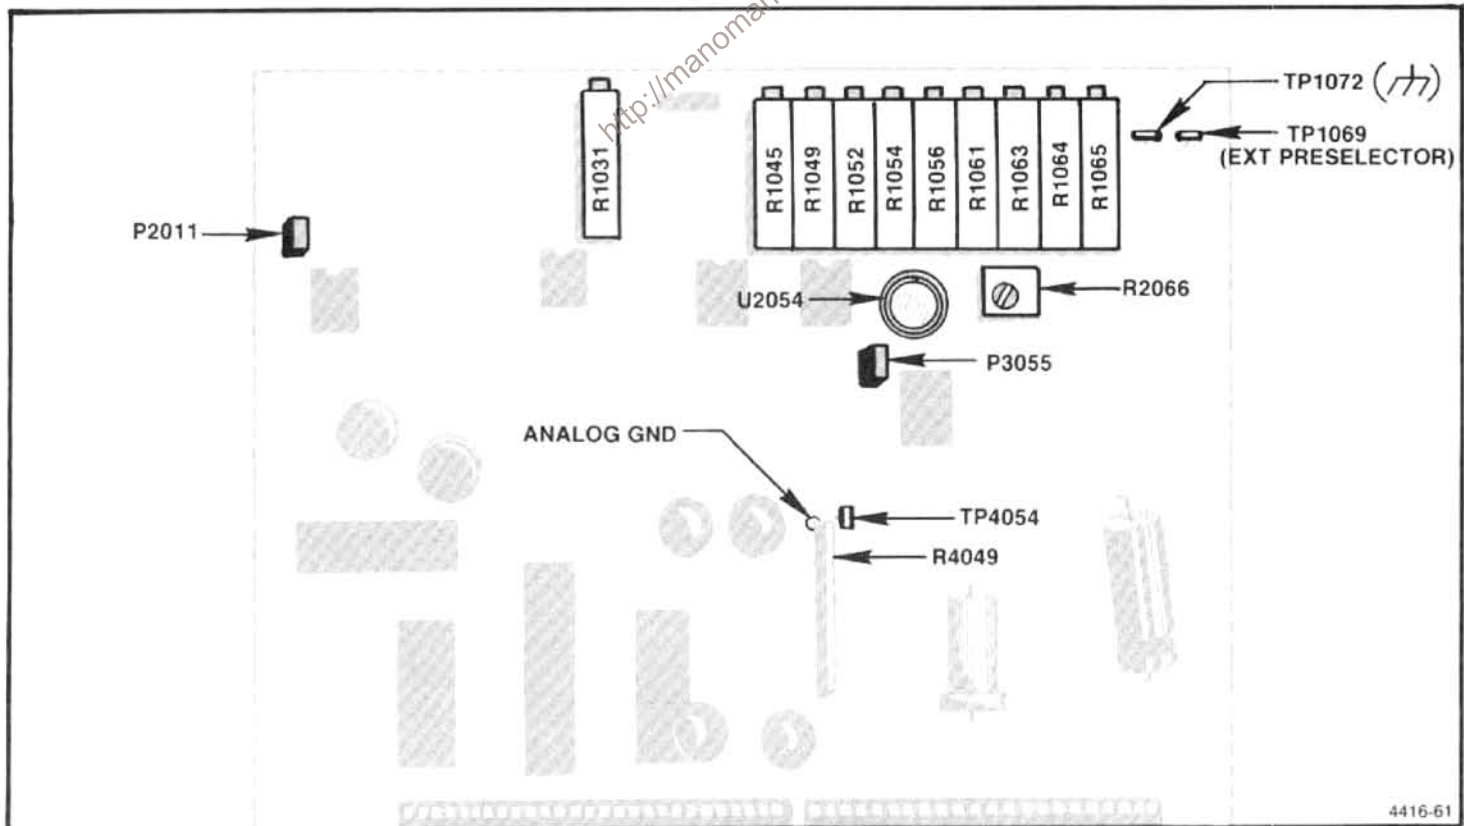 http://manoman
TP1072
TP1069
(EXT PRESELECTOR)
R1031
R1045
R1049
R1052
R1054
R1056
R1061
R1063
R1064
R1065
P2011
U2054
R2066
P3055
ANALOG GND
TP4054
R4049
4416-61